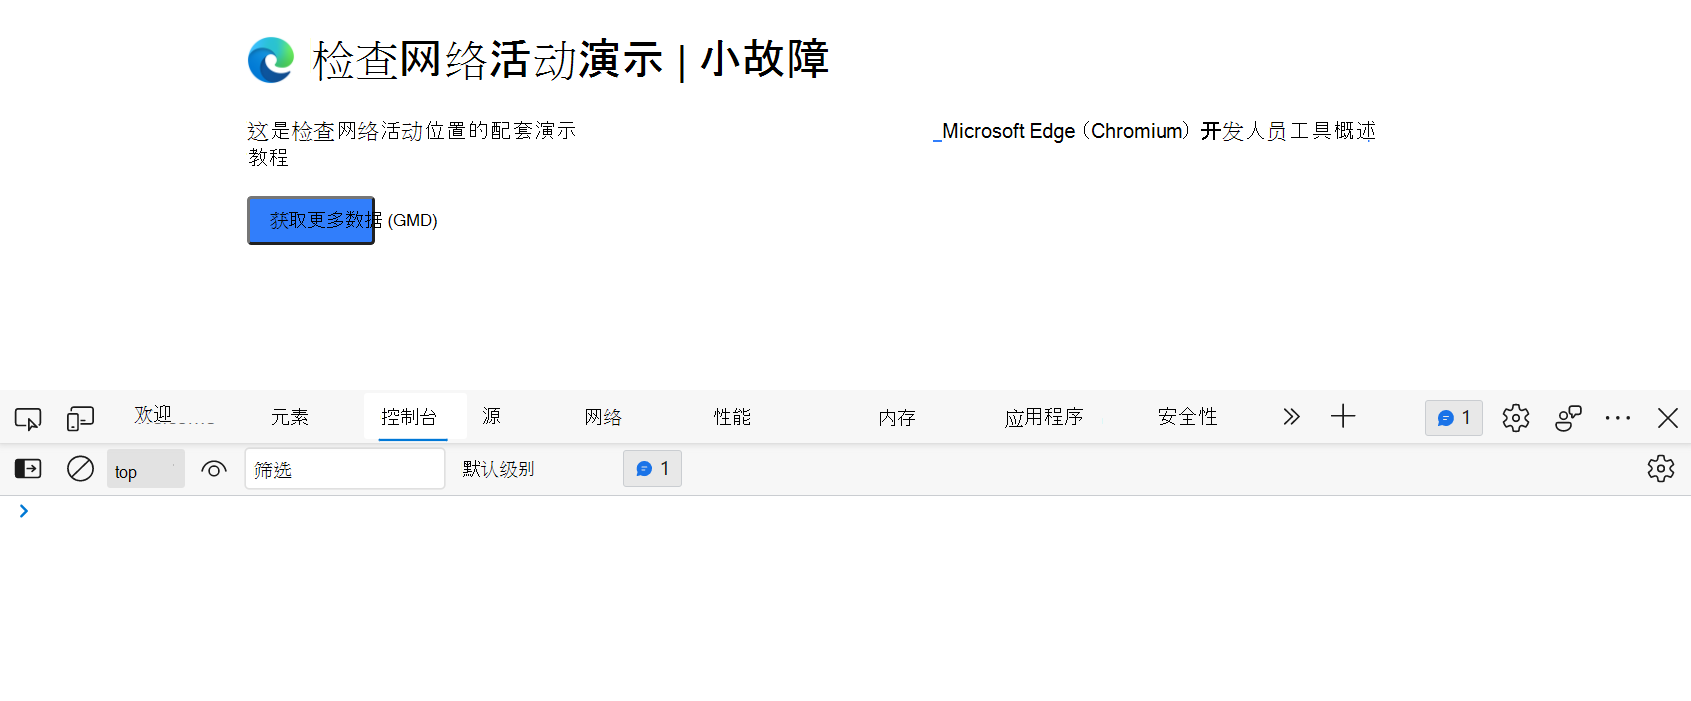 检查网络活动演示 | 小故障
这是检查网络活动位置的配套演示 _Microsoft Edge（Chromium）开发人员工具概述
教程
获取更多数据 (GMD)
欢迎 元素 控制台 源 网络 性能 内存 应用程序 安全性 1
top 筛选 默认级别 1